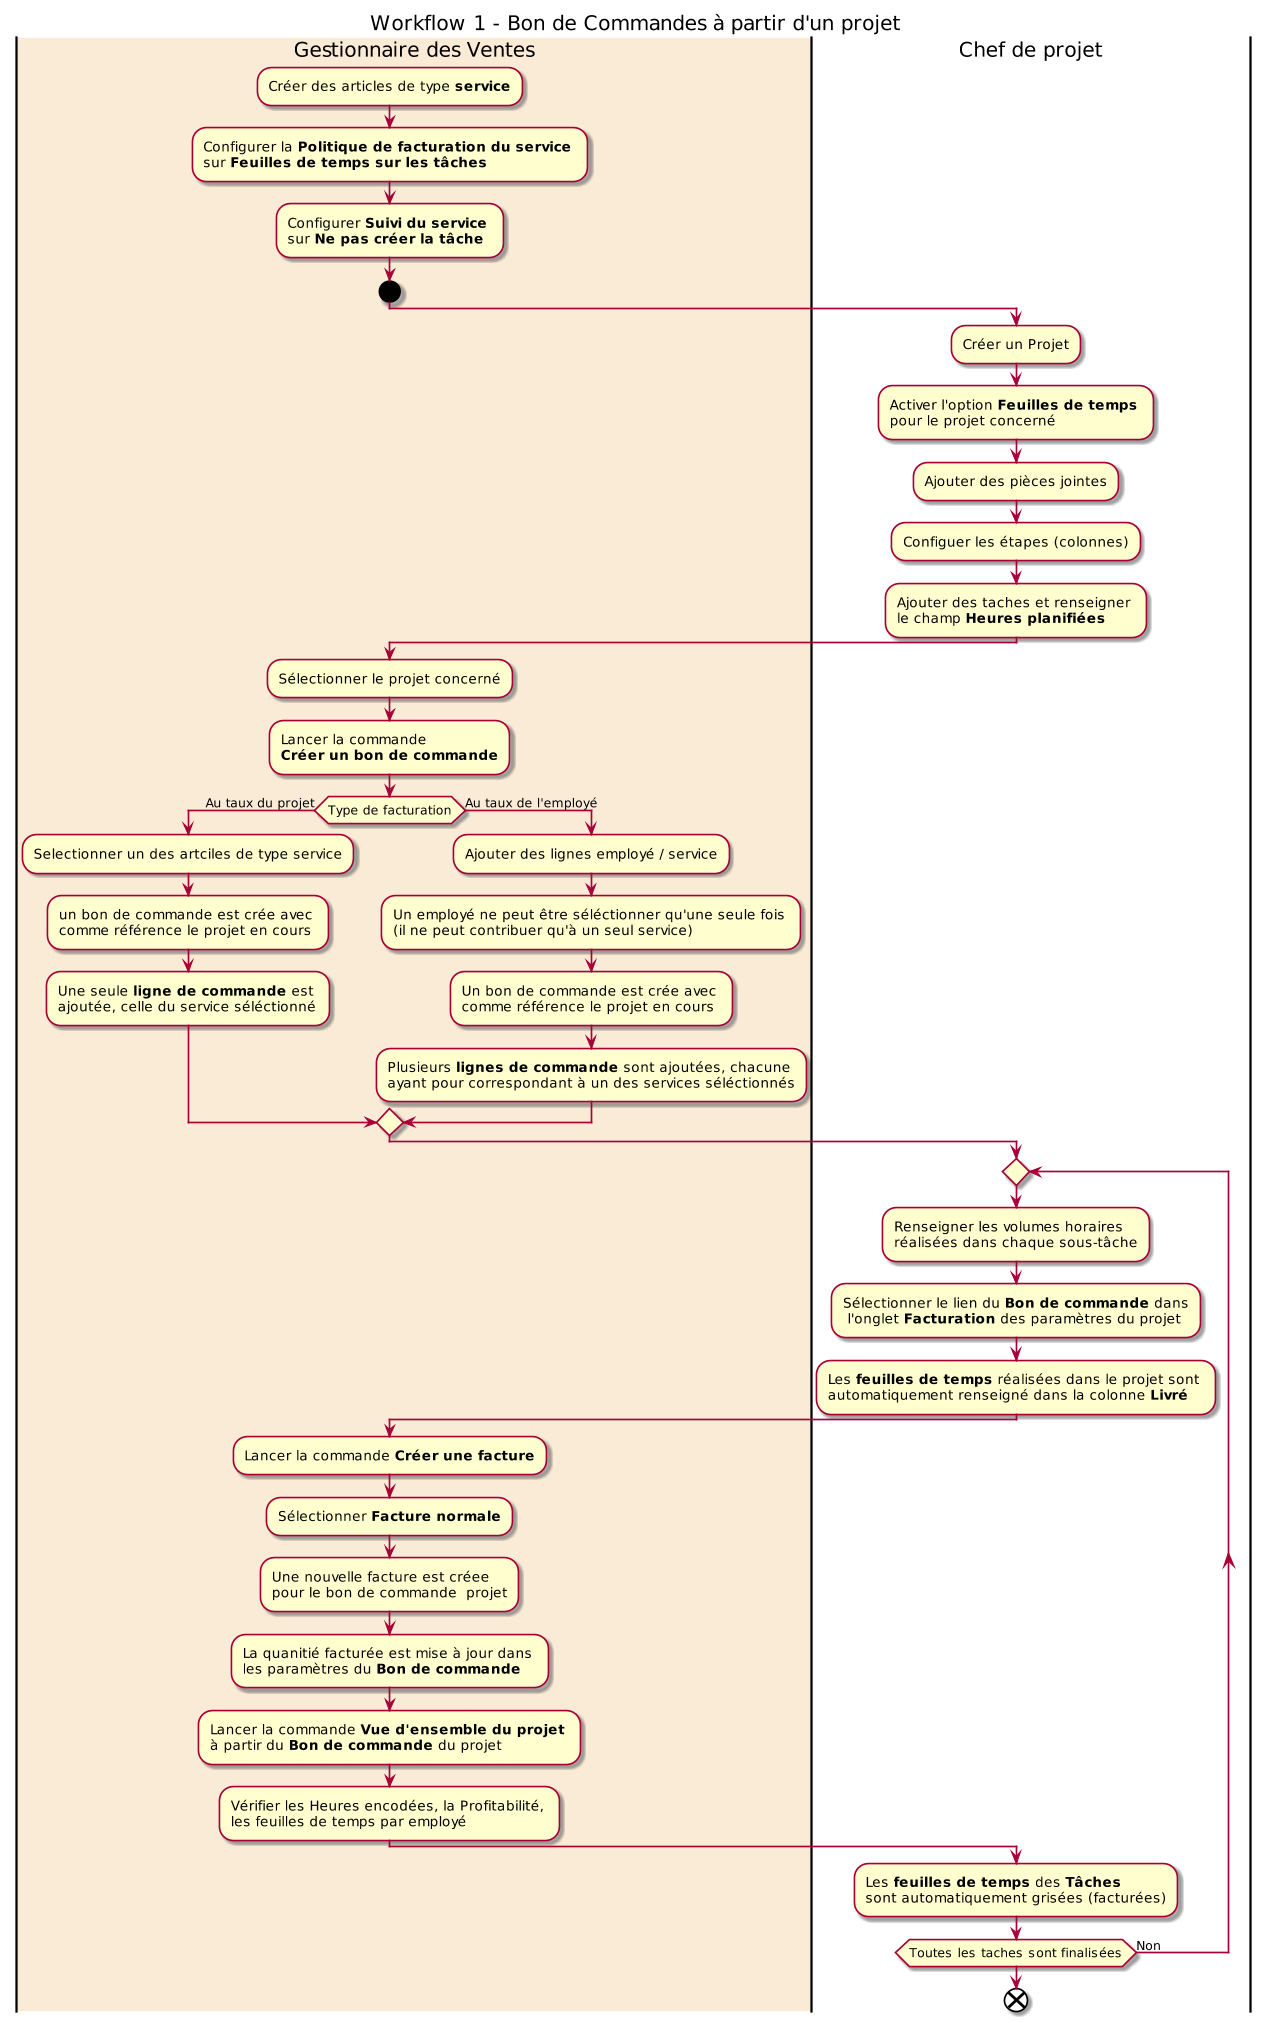 Workflow 1 - Bon de Commandes à partir d'un projet
Gestionnaire des Ventes
Chef de projet
Créer des articles de type service
Configurer la Politique de facturation du service
sur Feuilles de temps sur les tâches
Configurer Suivi du service
sur Ne pas créer la tâche
Créer un Projet
Activer l'option Feuilles de temps
pour le projet concerné
Ajouter des pièces jointes
Configuer les étapes (colonnes)
Ajouter des taches et renseigner
le champ Heures planifiées
Sélectionner le projet concerné
Lancer la commande
Créer un bon de commande
Au taux du projet
Type de facturation
Au taux de l'employé
Selectionner un des artciles de type service
un bon de commande est crée avec
comme référence le projet en cours
Une seule ligne de commande est
ajoutée, celle du service séléctionné
Ajouter des lignes employé / service
Un employé ne peut être séléctionner qu'une seule fois
(il ne peut contribuer qu'à un seul service)
Un bon de commande est crée avec
comme référence le projet en cours
Plusieurs lignes de commande sont ajoutées, chacune
ayant pour correspondant à un des services séléctionnés
Renseigner les volumes horaires
réalisées dans chaque sous-tâche
Sélectionner le lien du Bon de commande dans
l'onglet Facturation des paramètres du projet
Les feuilles de temps réalisées dans le projet sont
automatiquement renseigné dans la colonne Livré
Lancer la commande Créer une facture
Sélectionner Facture normale
Une nouvelle facture est créee
pour le bon de commande  projet
La quanitié facturée est mise à jour dans
les paramètres du Bon de commande
Lancer la commande Vue d'ensemble du projet
à partir du Bon de commande du projet
Vérifier les Heures encodées, la Profitabilité,
les feuilles de temps par employé
Les feuilles de temps des Tâches
sont automatiquement grisées (facturées)
Toutes les taches sont finalisées
Non